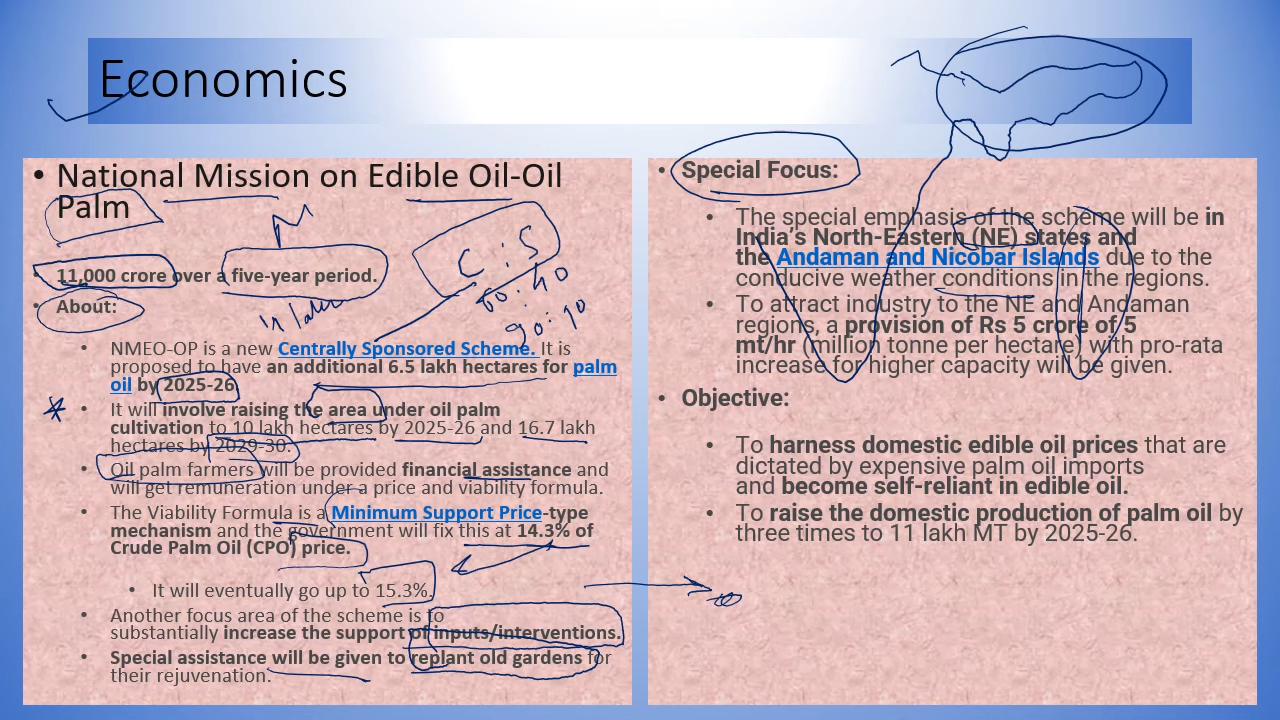 Economics
• National Mission on Edible Oil-Oil
Palm
• 11,000 crore over a five-year period.
• About:
• NMEO-OP is a new Centrally Sponsored Scheme. It is
proposed to have an additional 6.5 lakh hectares for palm
oil by 2025-26
• It will involve raising the area under oil palm
cultivation to 10 lakh hectares by 2025-26 and 16.7 lakh
hectares by 2029-30.
• Oil palm farmers will be provided financial assistance and
will get remuneration under a price and viability formula.
• The Viability Formula is a Minimum Support Price-type
mechanism and the government will fix this at 14.3% of
Crude Palm Oil (CPO) price.
• It will eventually go up to 15.3%.
• Another focus area of the scheme is to
substantially increase the support of inputs/interventions.
• Special assistance will be given to replant old gardens for
their rejuvenation.
C : S
60:40
90:10
• Special Focus:
• The special emphasis of the scheme will be in
India's North-Eastern (NE) states and
the Andaman and Nicobar Islands due to the
conducive weather conditions in the regions.
• To attract industry to the NE and Andaman
regions, a provision of Rs 5 crore of 5
mt/hr (million tonne per hectare) with pro-rata
increase for higher capacity will be given.
• Objective:
• To harness domestic edible oil prices that are
dictated by expensive palm oil imports
and become self-reliant in edible oil.
• To raise the domestic production of palm oil by
three times to 11 lakh MT by 2025-26.